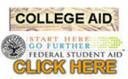 COLLEGE AID
START HERE
GO FURTHER
FEDERAL STUDENT AID
CLICK HERE